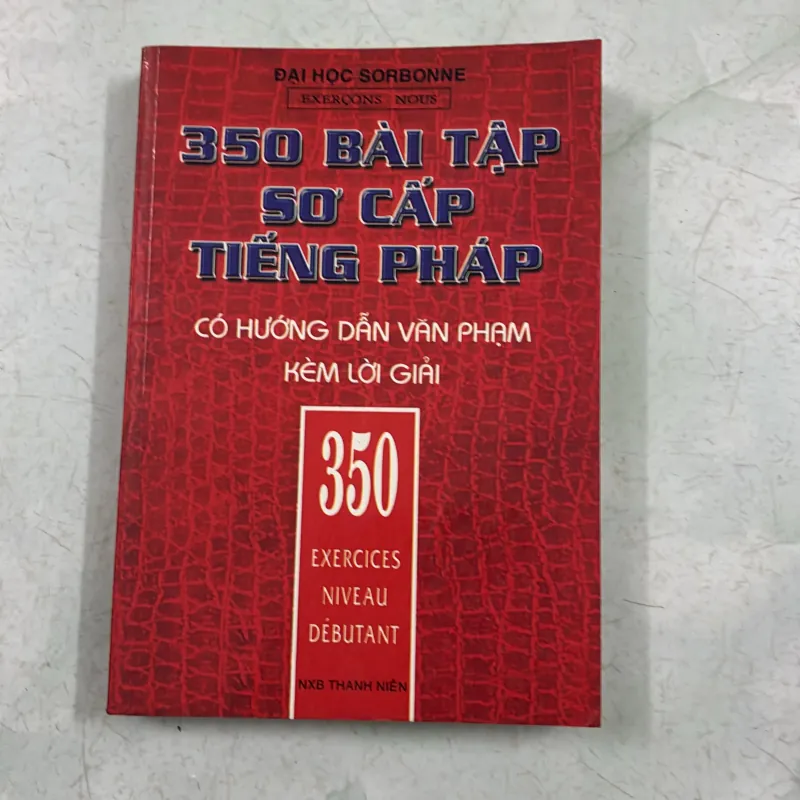 ĐẠI HỌC SORBONNE
EXERÇONS NOUS
350 BÀI TẬP
SƠ CẤP
TIẾNG PHÁP
CÓ HƯỚNG DẪN VĂN PHẠM
KÈM LỜI GIẢI
350
EXERCICES
NIVEAU
DÉBUTANT
NXB THANH NIÊN